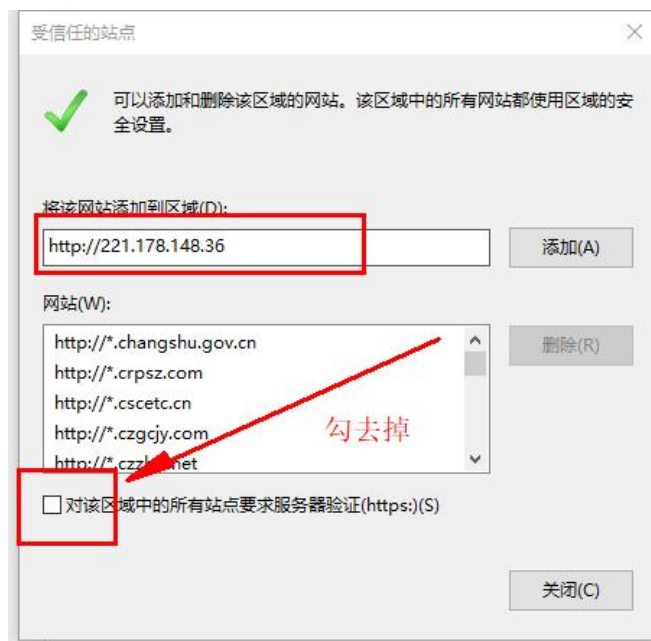 受信任的站点
可以添加和删除该区域的网站。该区域中的所有网站都使用区域的安
全设置。
将该网站添加到区域(D):
http://221.178.148.36
添加(A)
网站(W):
http://*.changshu.gov.cn
http://*.crpsz.com
http://*.cscetc.cn
http://*.czgcjy.com
删除(R)
勾去掉
对该区域中的所有站点要求服务器验证(https:)(S)
关闭(C)